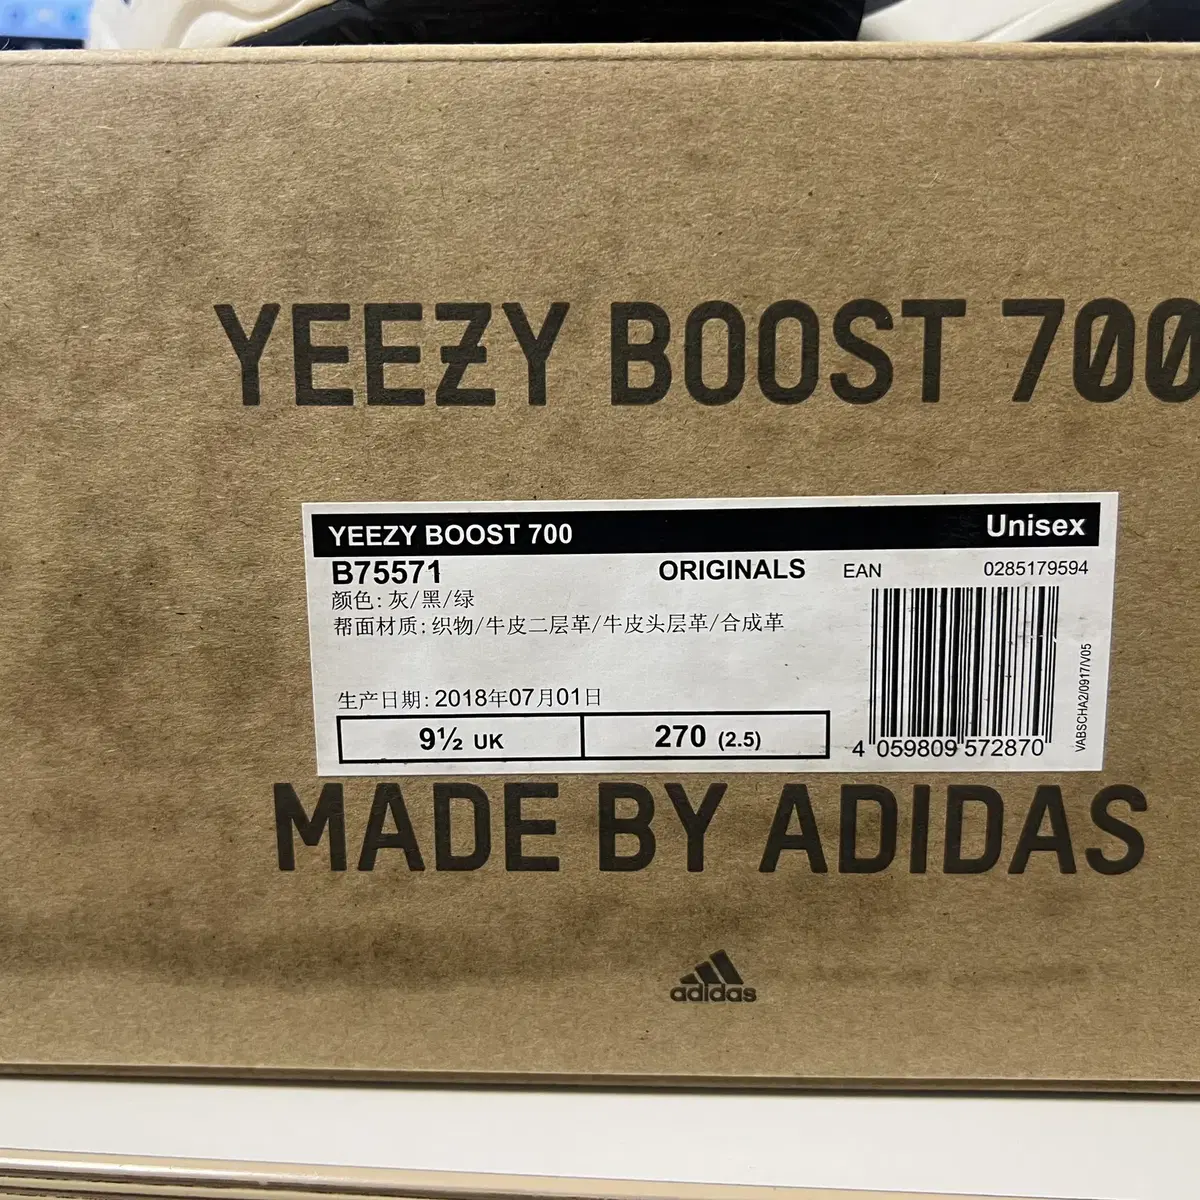 YEEZY BOOST 700
YEEZY BOOST 700 Unisex
B75571 ORIGINALS EAN 0285179594
颜色: 灰/黑/绿
帮面材质: 织物/牛皮二层革/牛皮头层革/合成革
生产日期: 2018年07月01日
9½ UK 270 (2.5)
4 059809 572870
VABSCHA2/0917/V05
MADE BY ADIDAS
adidas